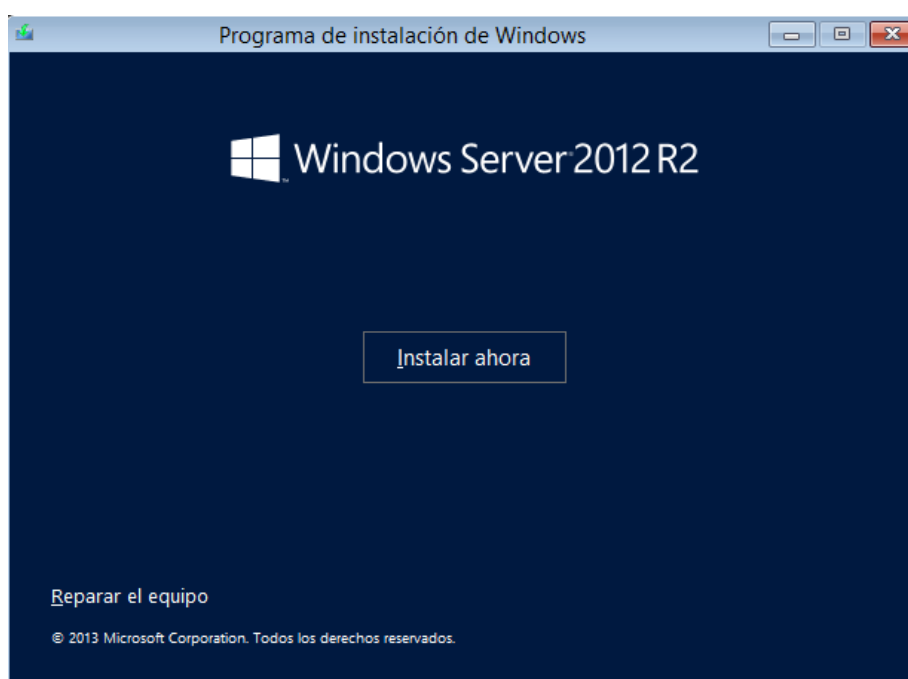 Programa de instalación de Windows
Windows Server 2012 R2
Instalar ahora
Reparar el equipo
© 2013 Microsoft Corporation. Todos los derechos reservados.